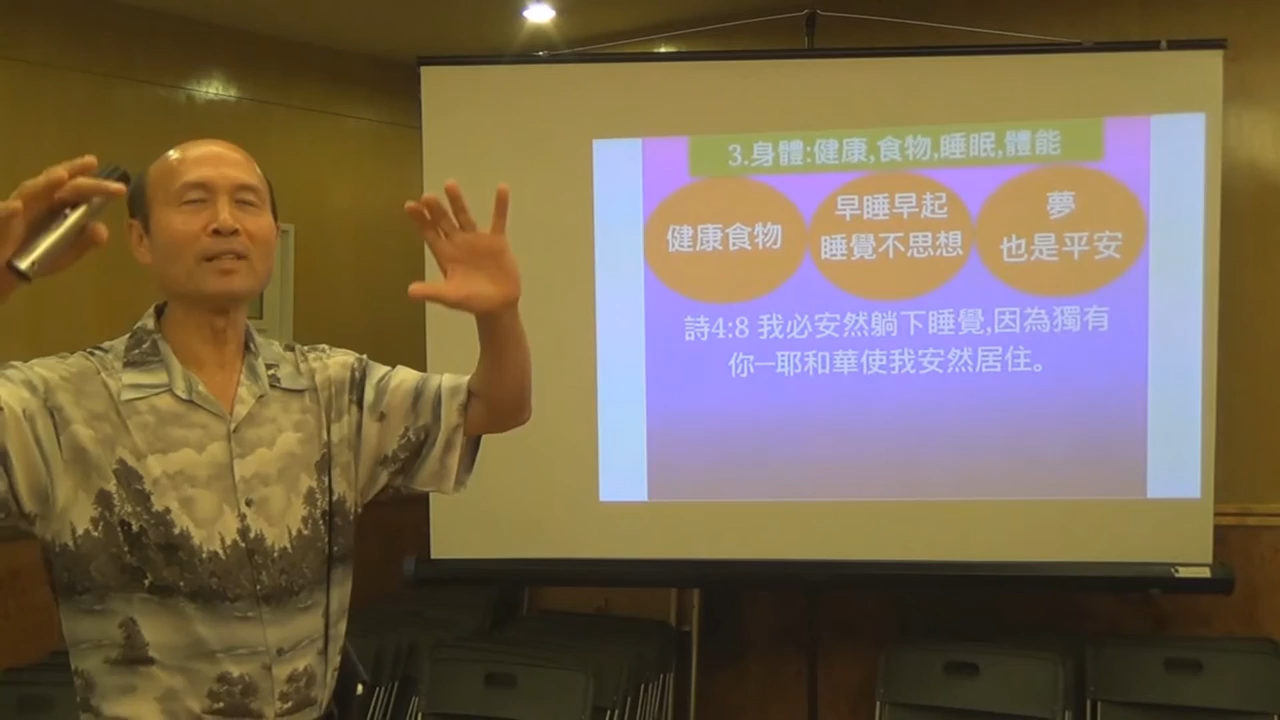 3.身體:健康,食物,睡眠,體能
健康食物
早睡早起
睡覺不思想
夢
也是平安
詩4:8 我必安然躺下睡覺,因為獨有
你─耶和華使我安然居住。